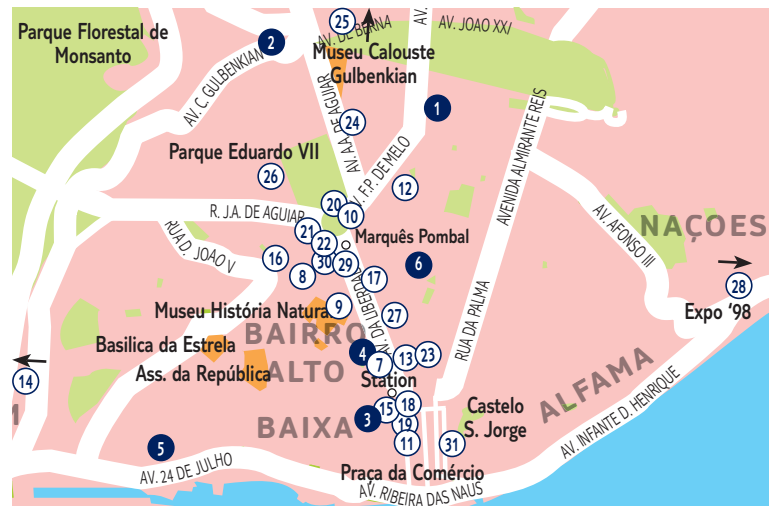 25
AV.
AV. JOAO XXI
Parque Florestal de
Monsanto
2
AV. DE BERNA
Museu Calouste
Gulbenkian
AV. C. GULBENKIAN
1
24
AV. A.A. DE AGUIAR
AVENIDA ALMIRANTE REIS
Parque Eduardo VII
26
AV. F.P. DE MELO
12
20
10
R. J.A. DE AGUIAR
21
22
Marquês Pombal
AV. AFONSO III
NAÇOES
RUA D. JOAO V
16
30
29
6
8
17
28
Expo '98
Museu História Natura
9
27
AV. DA LIBERDAD
RUA DA PALMA
BAIRRO
ALTO
Basilica da Estrela
Ass. da República
4
7
13
23
Station
14
M
15
18
3
19
BAIXA
Castelo
S. Jorge
ALFAMA
AV. INFANTE D. HENRIQUE
5
11
31
AV. 24 DE JULHO
Praça da Comércio
AV. RIBEIRA DAS NAUS